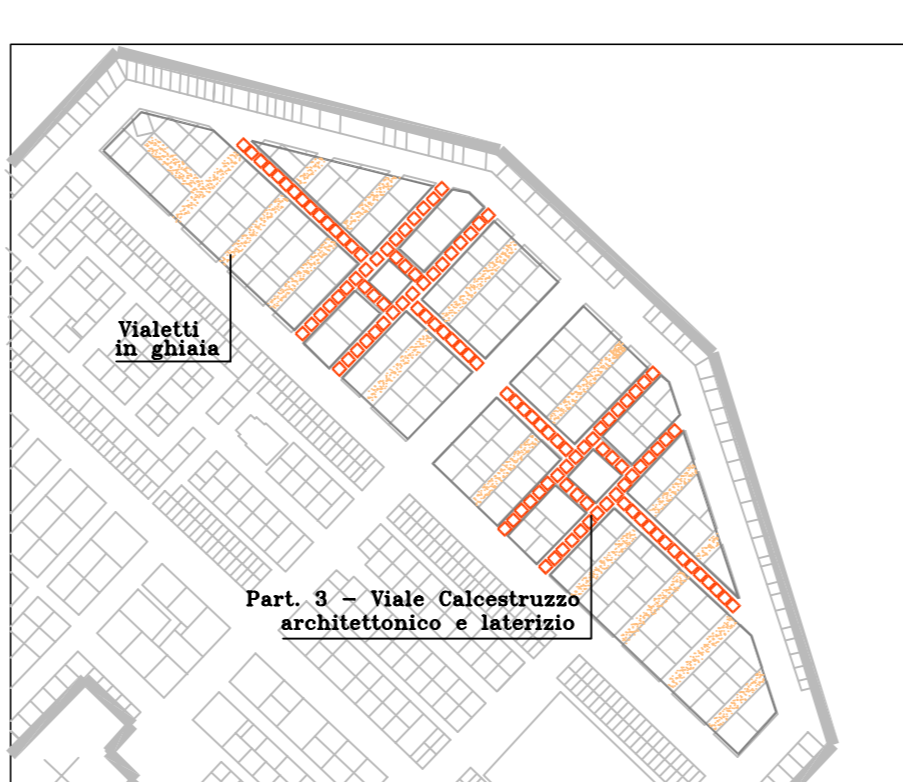 Vialetti
in ghiaia
Part. 3 – Viale Calcestruzzo
architettonico e laterizio